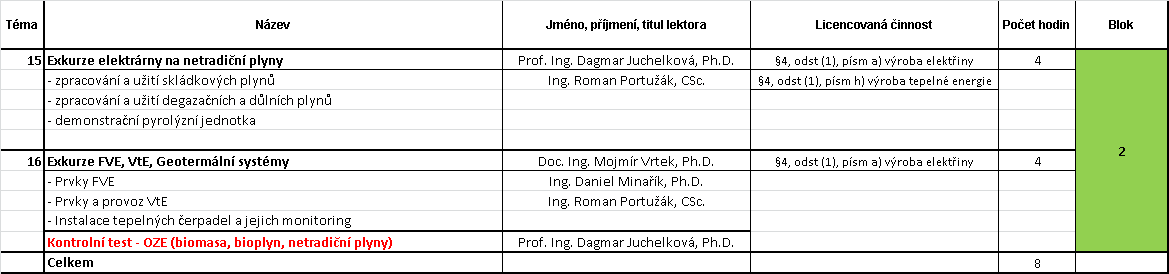 Téma Název Jméno, příjmení, titul lektora Licencovaná činnost Počet hodin Blok
15 Exkurze elektrárny na netradiční plyny Prof. Ing. Dagmar Juchelková, Ph.D. §4, odst (1), písm a) výroba elektřiny 4
- zpracování a užití skládkových plynů Ing. Roman Portužák, CSc. §4, odst (1), písm h) výroba tepelné energie
- zpracování a užití degazačních a důlních plynů
- demonstrační pyrolýzní jednotka
2
16 Exkurze FVE, VtE, Geotermální systémy Doc. Ing. Mojmír Vrtek, Ph.D. §4, odst (1), písm a) výroba elektřiny 4
- Prvky FVE Ing. Daniel Minařík, Ph.D.
- Prvky a provoz VtE Ing. Roman Portužák, CSc.
- Instalace tepelných čerpadel a jejich monitoring
Kontrolní test - OZE (biomasa, bioplyn, netradiční plyny) Prof. Ing. Dagmar Juchelková, Ph.D.
Celkem 8